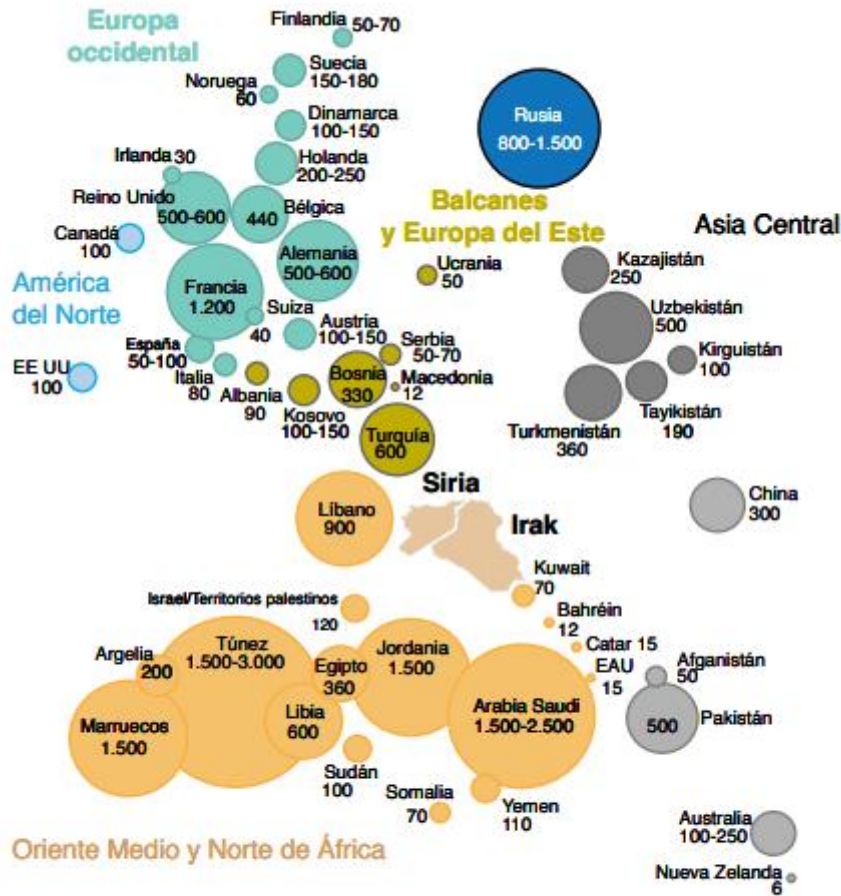 Europa
occidental
Finlandia
50-70
Suecia
150-180
Noruega
60
Dinamarca
100-150
Rusia
800-1.500
Irlanda 30
Holanda
200-250
Reino Unido
500-600
440
Bélgica
Canadá
100
Alemania
500-600
Balcanes
y Europa del Este
Asia Central
América
del Norte
Francia
1.200
Ucrania
50
Kazajistán
250
Suiza
40
Uzbekistán
500
Austria
100-150
España
50-100
Serbia
50-70
Kirguistán
100
EE UU
100
Italia
80
Albania
90
Kosovo
100-150
Bosnia
330
Macedonia
12
Tayikistán
190
Turkmenistán
360
Turquía
600
Siria
Líbano
900
Irak
China
300
Kuwait
70
Israel/Territorios palestinos
120
Bahréin
12
Catar 15
EAU
15
Argelia
200
Túnez
1.500-3.000
Egipto
360
Jordania
1.500
Afganistán
50
Arabia Saudí
1.500-2.500
Marruecos
1.500
Libia
600
500
Pakistán
Sudán
100
Somalia
70
Yemen
110
Australia
100-250
Oriente Medio y Norte de África
Nueva Zelanda
6